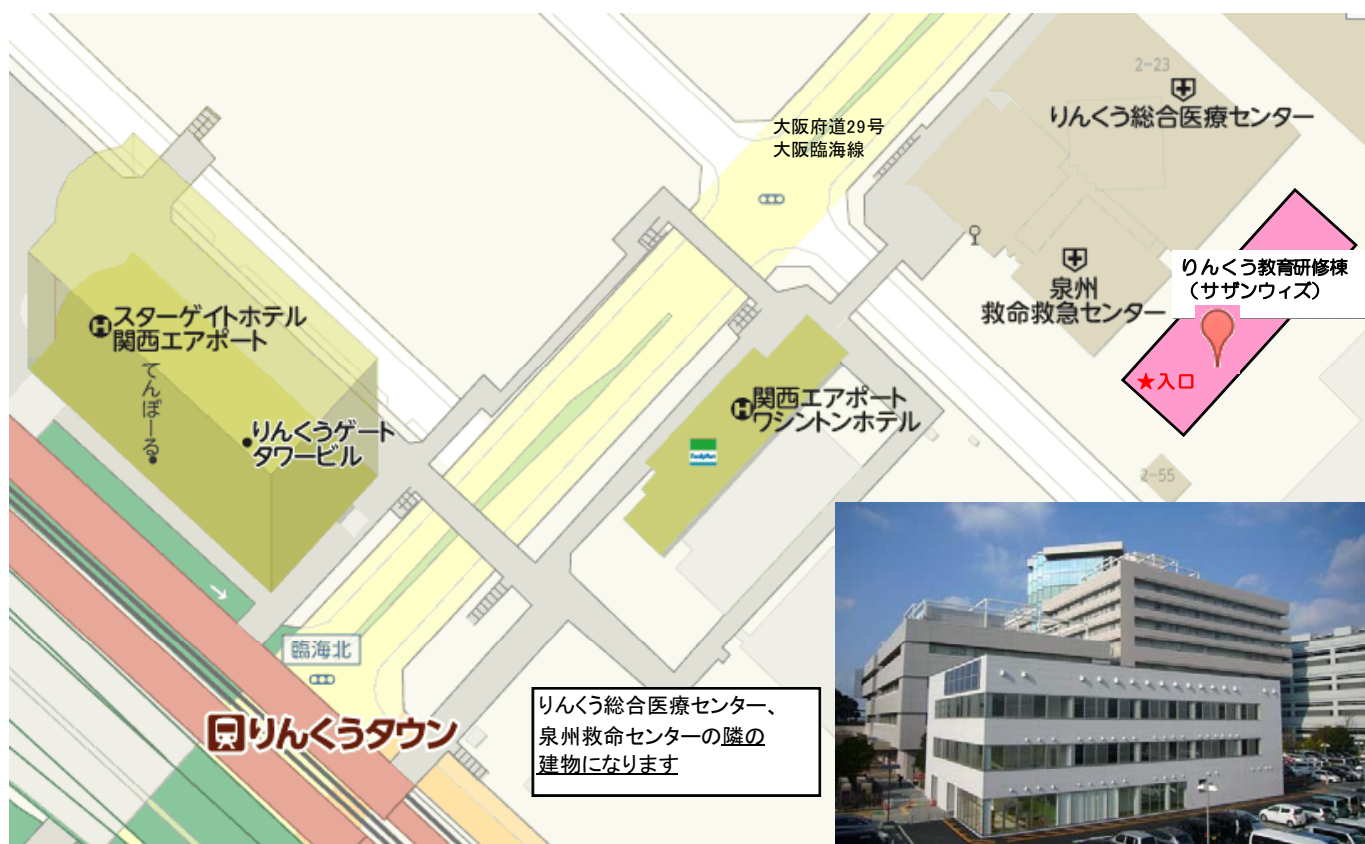 2-23
りんくう総合医療センター
大阪府道29号
大阪臨海線
泉州
救命救急センター
りんくう教育研修棟
（サザンウィズ）
★入口
スターゲイトホテル
関西エアポート
てんぼーる
りんくうゲート
タワービル
関西エアポート
ワシントンホテル
FamilyMart
2-55
臨海北
りんくうタウン
りんくう総合医療センター、
泉州救命センターの隣の
建物になります